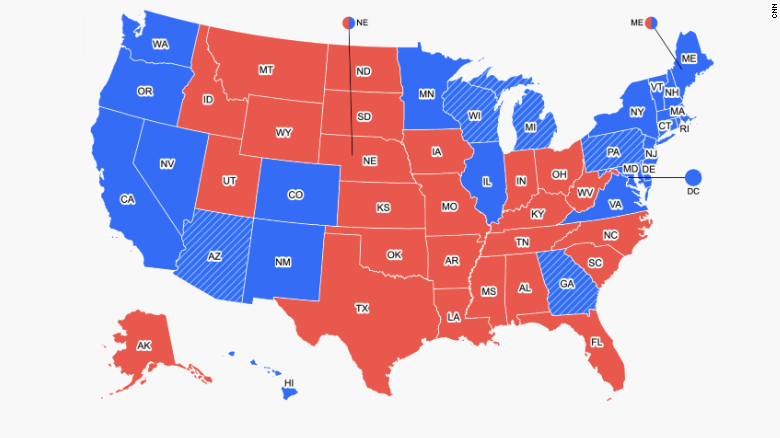 CNN
NE
ME
WA
MT
ND
ME
OR
ID
MN
VT
NH
SD
WI
NY
MA
WY
MI
CT
RI
NE
IA
PA
NJ
NV
UT
IL
IN
OH
MD
DE
CO
WV
DC
CA
KS
MO
KY
VA
TN
NC
AZ
NM
OK
AR
SC
MS
AL
GA
TX
LA
FL
AK
HI